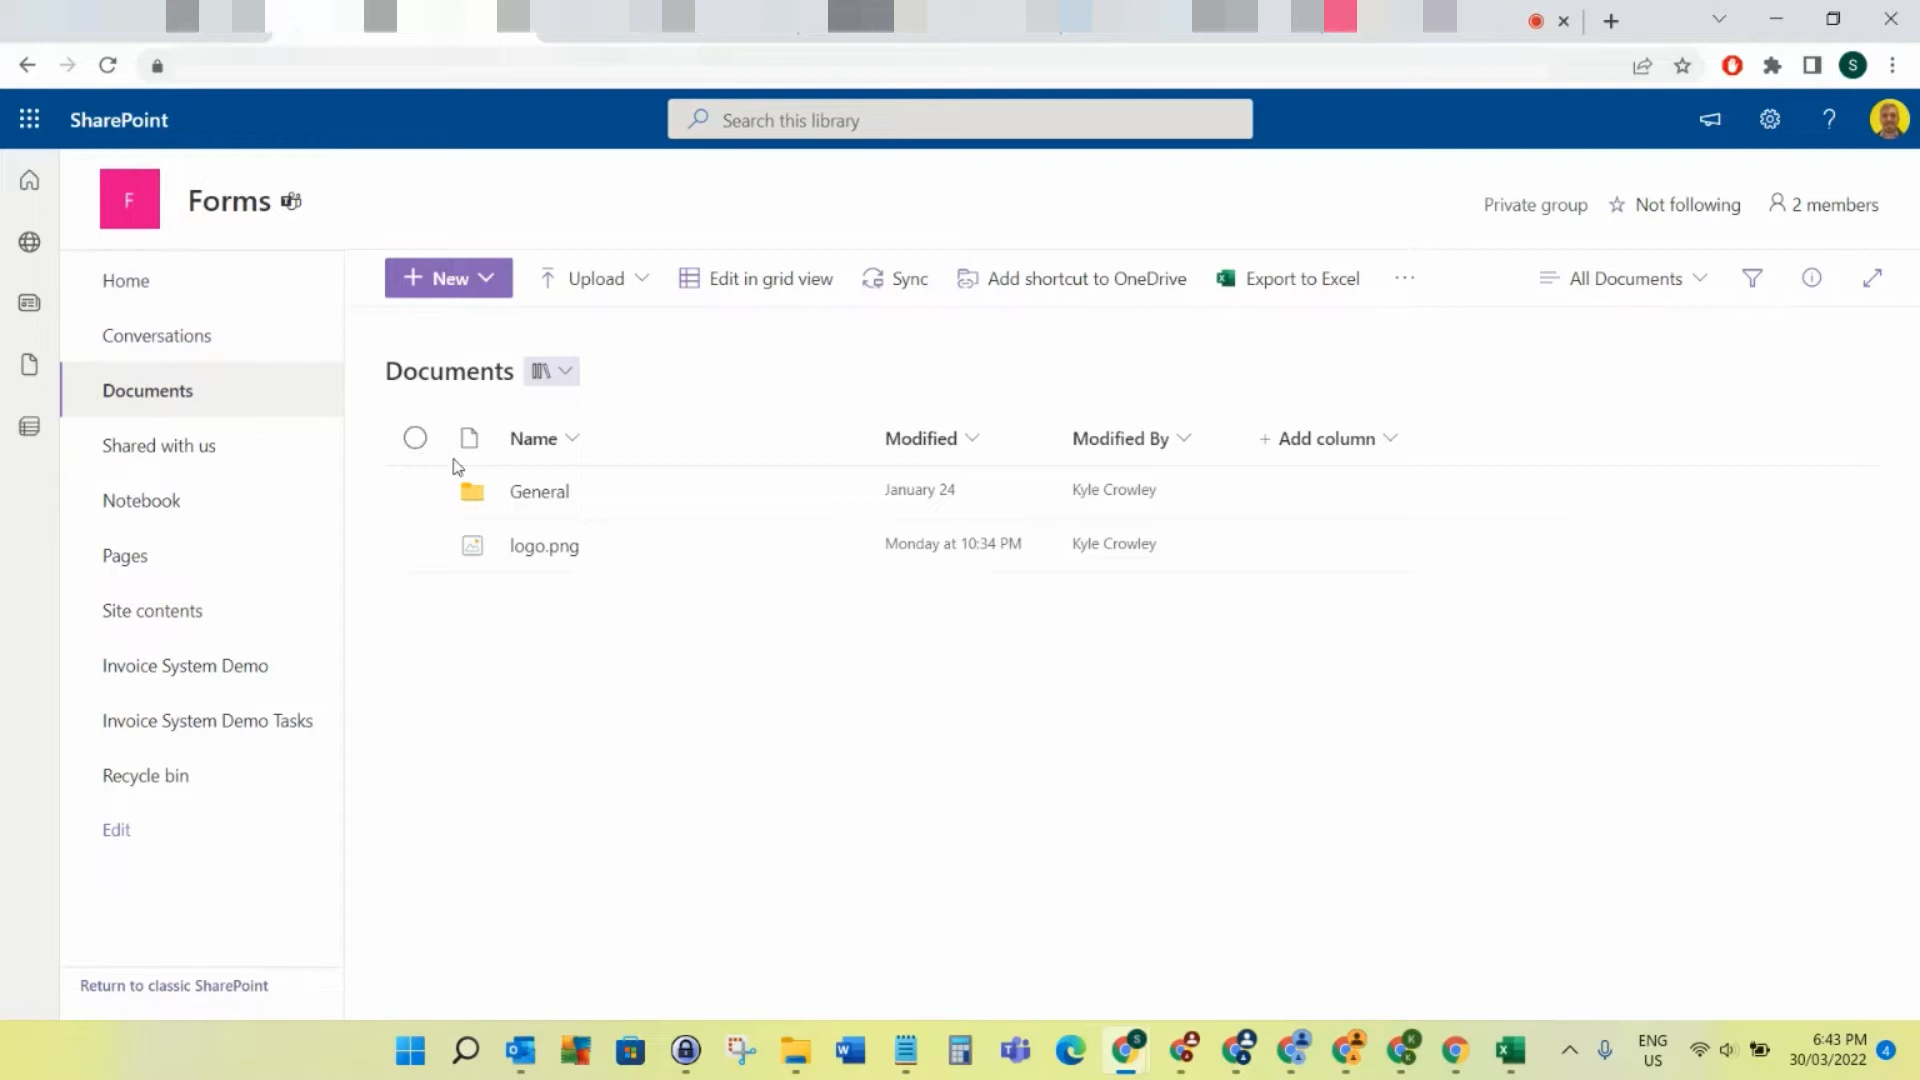 S
SharePoint
Search this library
?
F
Forms
Private group
Not following
2 members
Home
Conversations
Documents
Shared with us
Notebook
Pages
Site contents
Invoice System Demo
Invoice System Demo Tasks
Recycle bin
Edit
Return to classic SharePoint
+ New
Upload
Edit in grid view
Sync
Add shortcut to OneDrive
Export to Excel
...
All Documents
Documents
Name
Modified
Modified By
+ Add column
General
January 24
Kyle Crowley
logo.png
Monday at 10:34 PM
Kyle Crowley
ENG
US
6:43 PM
30/03/2022
4